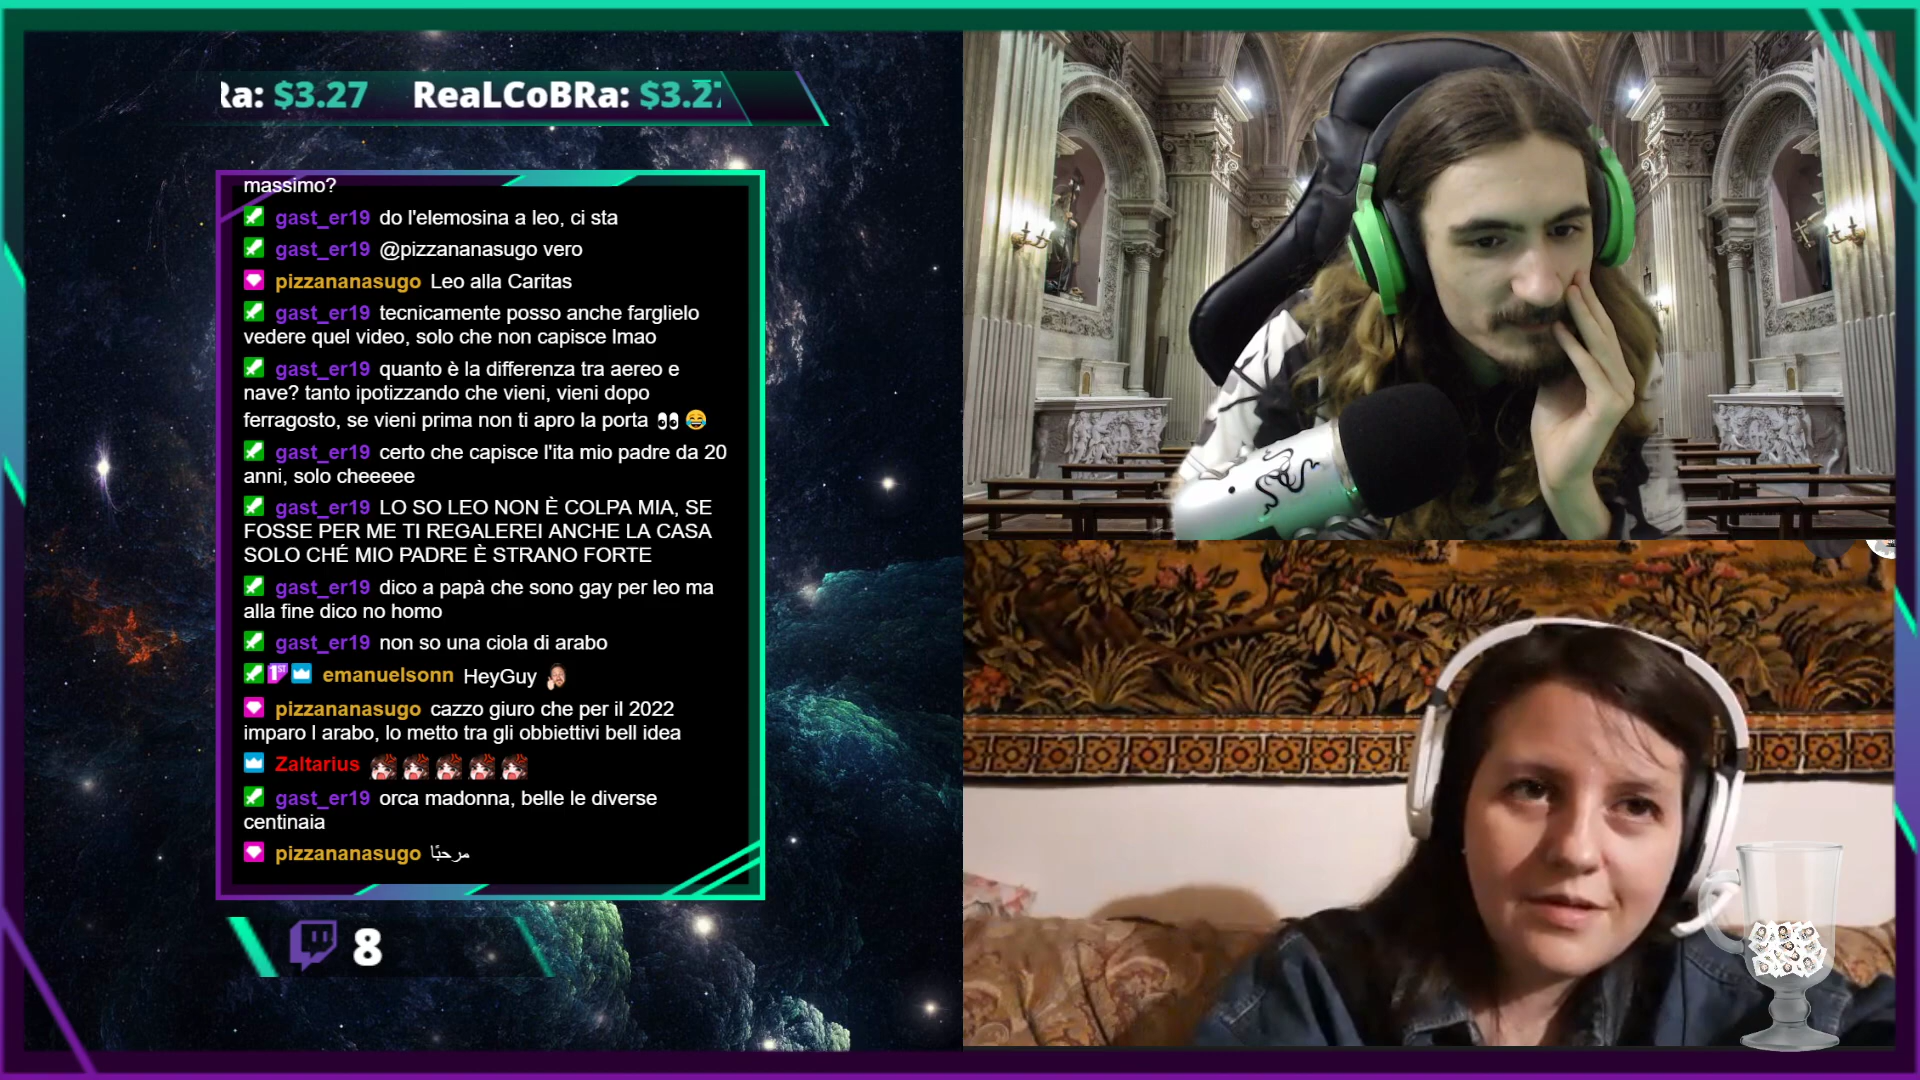 Ra: $3.27 ReaLCoBRa: $3.27
massimo?
gast_er19 do l'elemosina a leo, ci sta
gast_er19 @pizzananasugo vero
pizzananasugo Leo alla Caritas
gast_er19 tecnicamente posso anche farglielo
vedere quel video, solo che non capisce lmao
gast_er19 quanto è la differenza tra aereo e
nave? tanto ipotizzando che vieni, vieni dopo
ferragosto, se vieni prima non ti apro la porta 👀 😂
gast_er19 certo che capisce l'ita mio padre da 20
anni, solo cheeeee
gast_er19 LO SO LEO NON È COLPA MIA, SE
FOSSE PER ME TI REGALEREI ANCHE LA CASA
SOLO CHÉ MIO PADRE È STRANO FORTE
gast_er19 dico a papà che sono gay per leo ma
alla fine dico no homo
gast_er19 non so una ciola di arabo
1ST emanuelsonn HeyGuy
pizzananasugo cazzo giuro che per il 2022
imparo l arabo, lo metto tra gli obbiettivi bell idea
Zaltarius
gast_er19 orca madonna, belle le diverse
centinaia
pizzananasugo مرحبًا
8